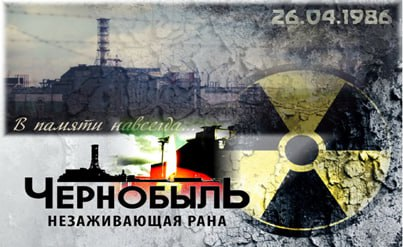 26.04.1986
В памяти навсегда...
ЧЕРНОБЫЛЬ
НЕЗАЖИВАЮЩАЯ РАНА